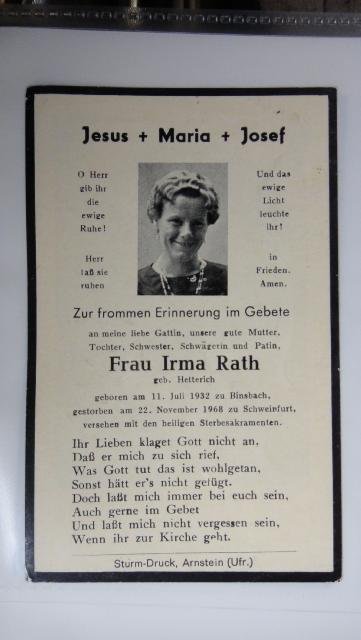 Jesus + Maria + Josef
O Herr
gib ihr
die
ewige
Ruhe!
Herr
laß sie
ruhen
Und das
ewige
Licht
leuchte
ihr!
in
Frieden.
Amen.
Zur frommen Erinnerung im Gebete
an meine liebe Gattin, unsere gute Mutter,
Tochter, Schwester, Schwägerin und Patin,
Frau Irma Rath
geb. Hetterich
geboren am 11. Juli 1932 zu Binsbach,
gestorben am 22. November 1968 zu Schweinfurt,
versehen mit den heiligen Sterbesakramenten.
Ihr Lieben klaget Gott nicht an,
Daß er mich zu sich rief,
Was Gott tut das ist wohlgetan,
Sonst hätt er's nicht gefügt.
Doch laßt mich immer bei euch sein,
Auch gerne im Gebet
Und laßt mich nicht vergessen sein,
Wenn ihr zur Kirche geht.
Sturm-Druck, Arnstein (Ufr.)